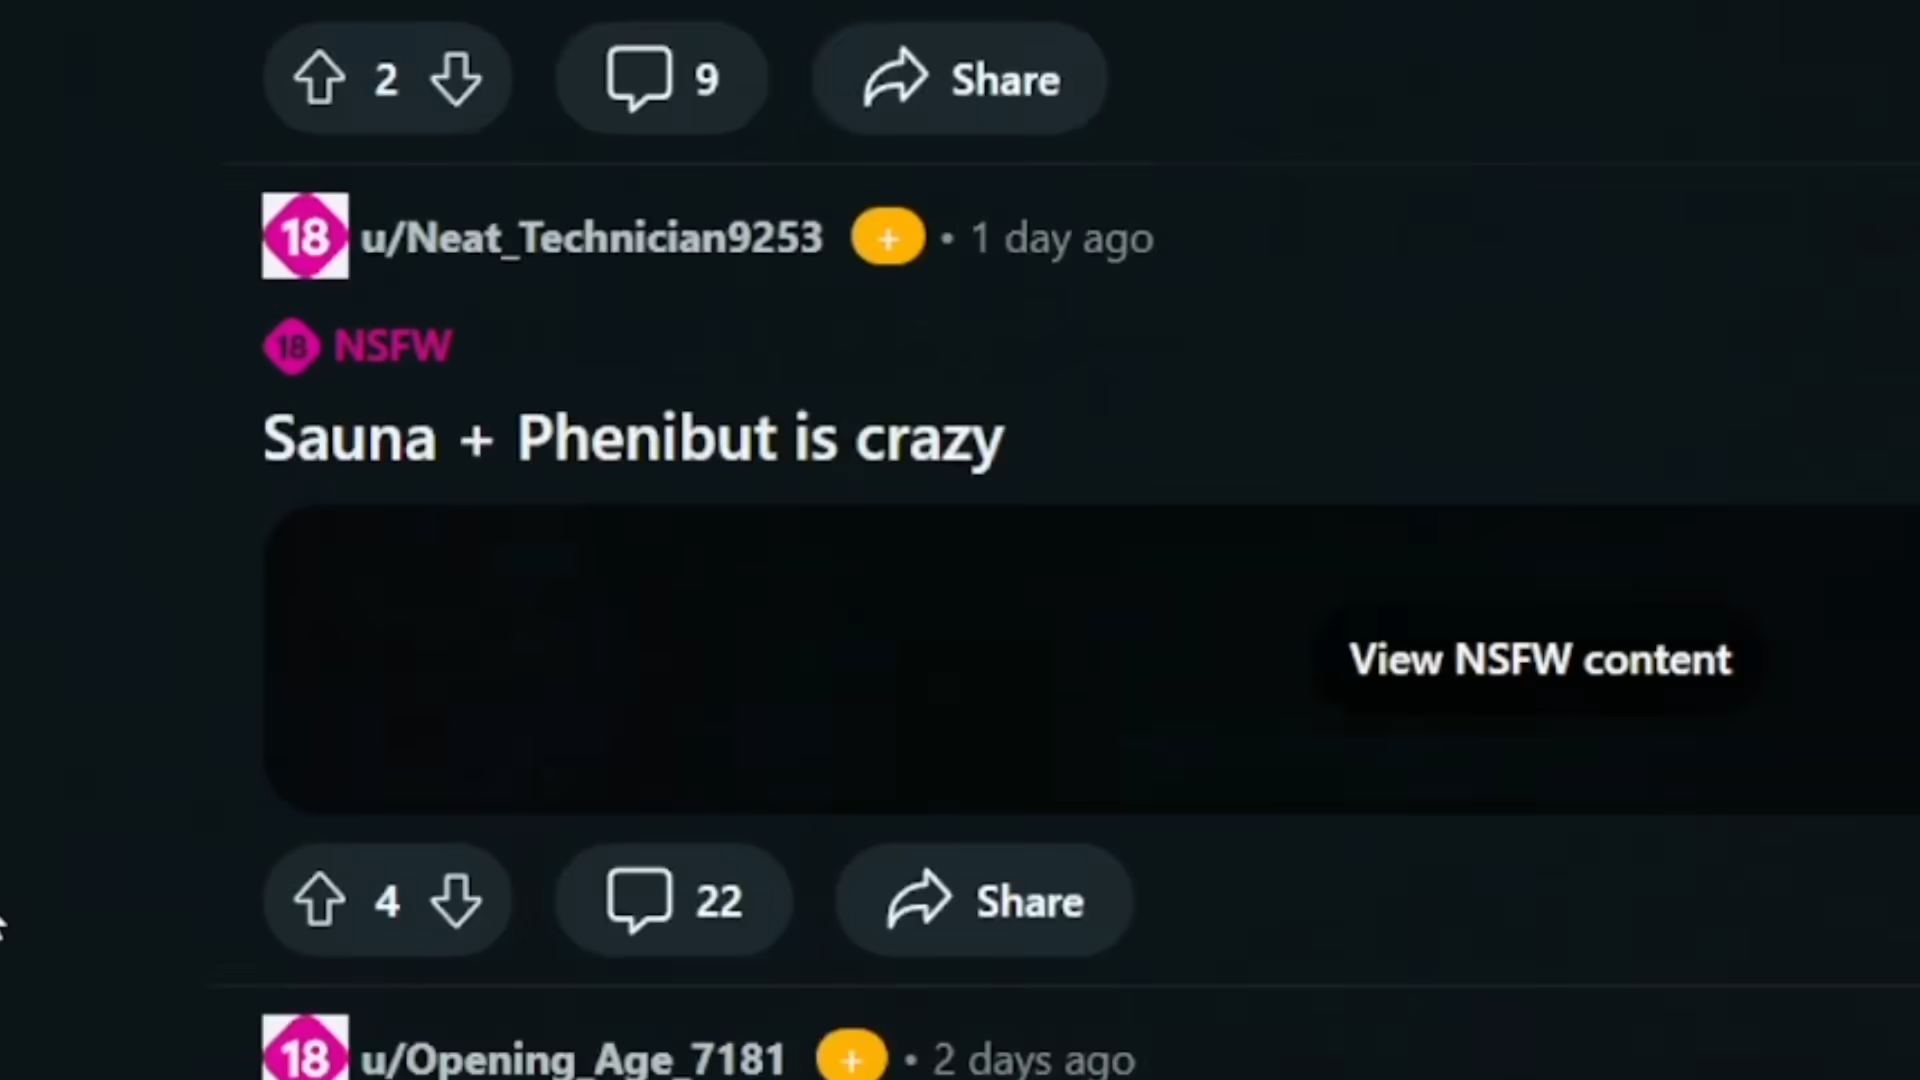 2 9 Share
18 u/Neat_Technician9253 + • 1 day ago
18 NSFW
Sauna + Phenibut is crazy
View NSFW content
4 22 Share
18 u/Opening_Age_7181 + • 2 days ago